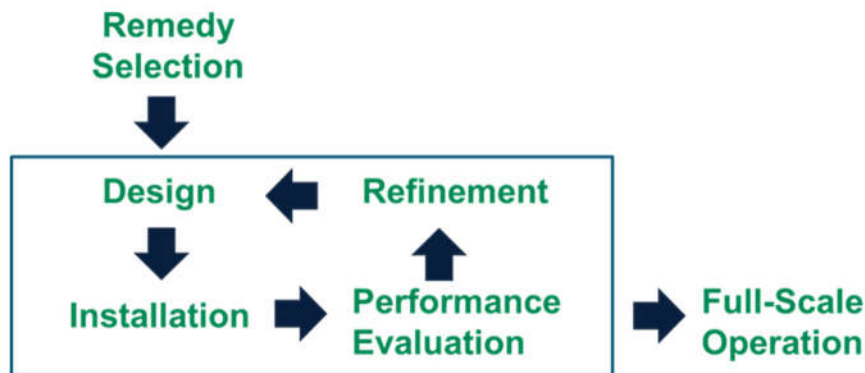 Remedy
Selection
Design
Refinement
Installation
Performance
Evaluation
Full-Scale
Operation